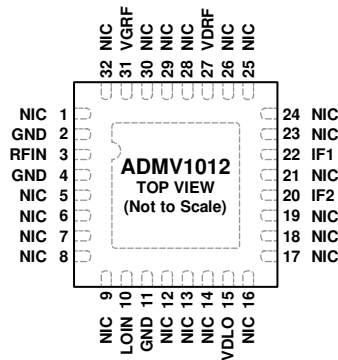 32 NIC
31 VGRF
30 NIC
29 NIC
28 NIC
27 VDRF
26 NIC
25 NIC
NIC 1
GND 2
RFIN 3
GND 4
NIC 5
NIC 6
NIC 7
NIC 8
ADMV1012
TOP VIEW
(Not to Scale)
24 NIC
23 NIC
22 IF1
21 NIC
20 IF2
19 NIC
18 NIC
17 NIC
NIC 9
LOIN 10
GND 11
NIC 12
NIC 13
NIC 14
VDLO 15
NIC 16